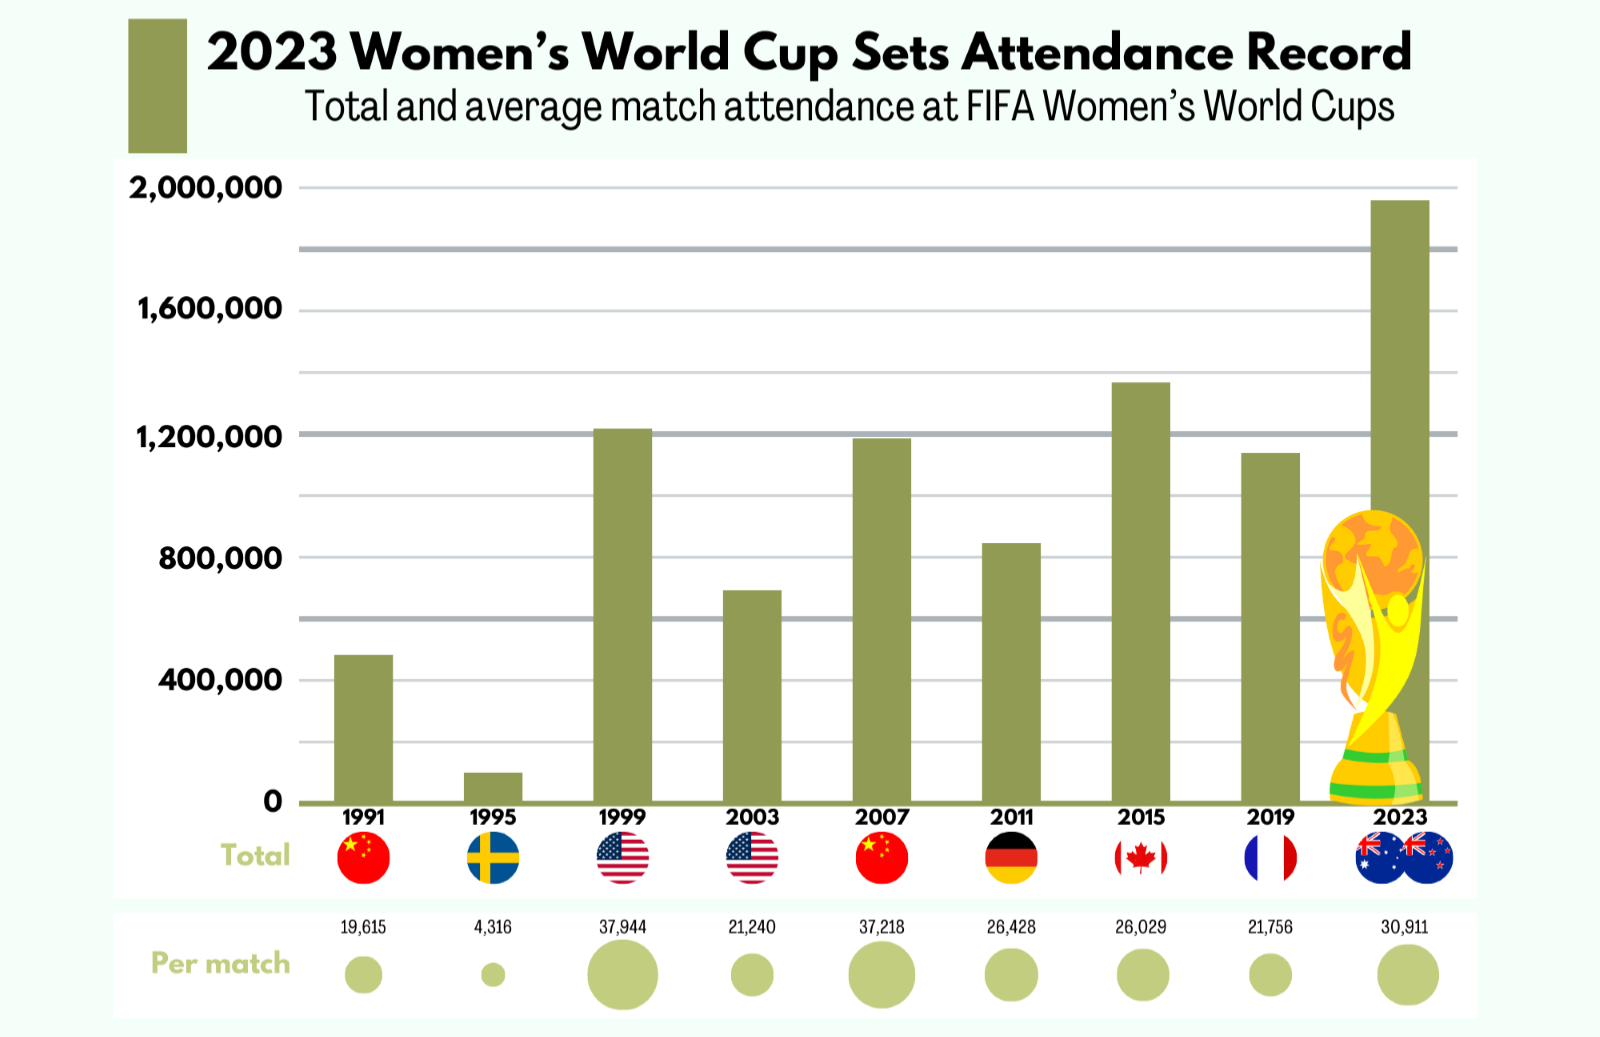 2023 Women’s World Cup Sets Attendance Record
Total and average match attendance at FIFA Women’s World Cups
2,000,000
1,600,000
1,200,000
800,000
400,000
0
1991 1995 1999 2003 2007 2011 2015 2019 2023
Total
19,615 4,316 37,944 21,240 37,218 26,428 26,029 21,756 30,911
Per match